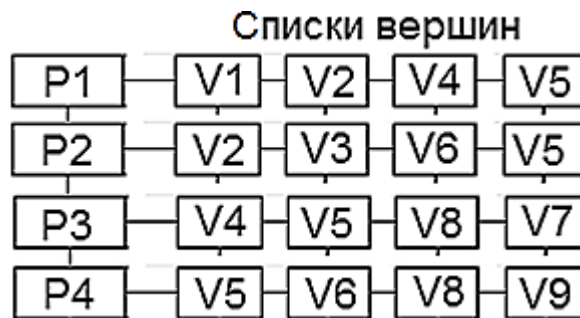 Списки вершин
P1 V1 V2 V4 V5
P2 V2 V3 V6 V5
P3 V4 V5 V8 V7
P4 V5 V6 V8 V9